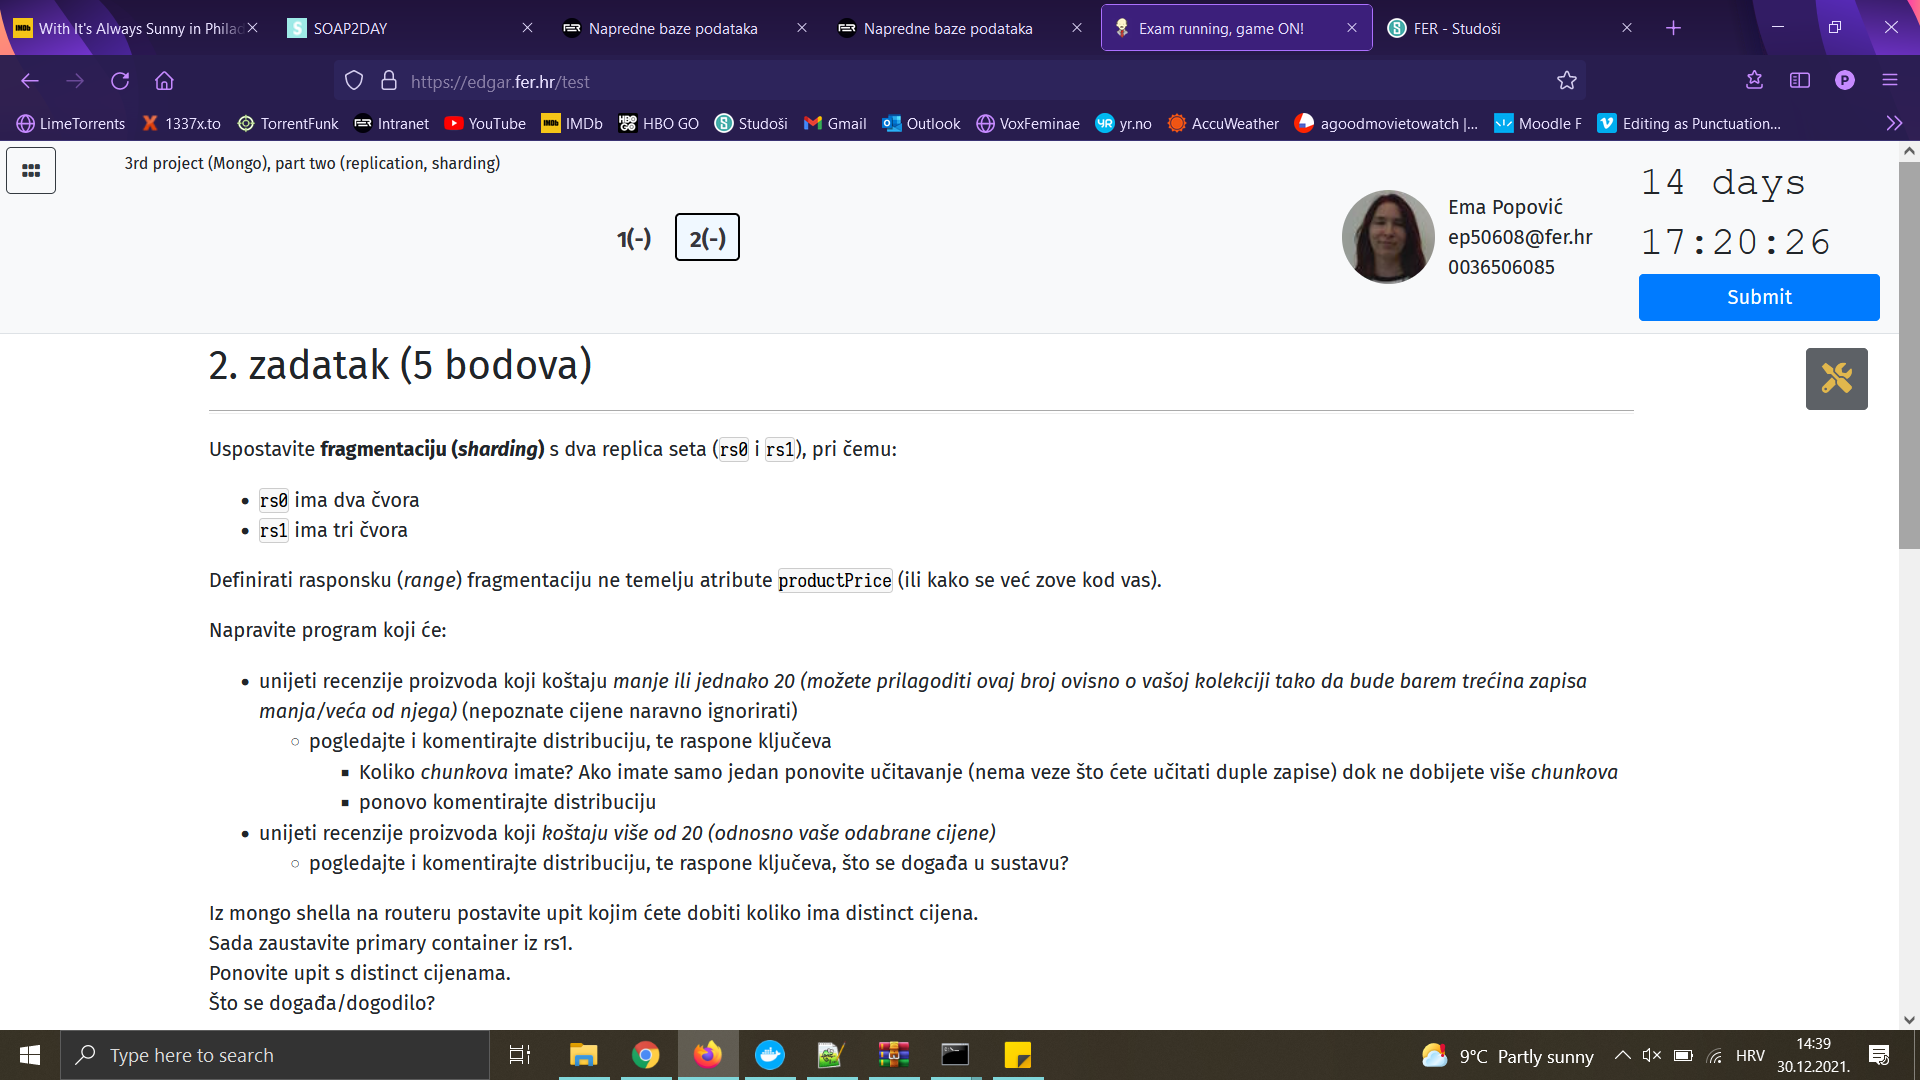 With It's Always Sunny in Philad
SOAP2DAY
Napredne baze podataka
Napredne baze podataka
Exam running, game ON!
FER - Studoši
https://edgar.fer.hr/test
LimeTorrents
1337x.to
TorrentFunk
Intranet
YouTube
IMDb
HBO GO
Studoši
Gmail
Outlook
VoxFeminae
yr.no
AccuWeather
agoodmovietowatch |...
Moodle F
Editing as Punctuation...
3rd project (Mongo), part two (replication, sharding)
1(-)
2(-)
Ema Popović
ep50608@fer.hr
0036506085
14 days
17:20:26
Submit
2. zadatak (5 bodova)
Uspostavite fragmentaciju (sharding) s dva replica seta (rs0 i rs1), pri čemu:
• rs0 ima dva čvora
• rs1 ima tri čvora
Definirati rasponsku (range) fragmentaciju ne temelju atribute productPrice (ili kako se već zove kod vas).
Napravite program koji će:
• unijeti recenzije proizvoda koji koštaju manje ili jednako 20 (možete prilagoditi ovaj broj ovisno o vašoj kolekciji tako da bude barem trećina zapisa
manja/veća od njega) (nepoznate cijene naravno ignorirati)
◦ pogledajte i komentirajte distribuciju, te raspone ključeva
▪ Koliko chunkova imate? Ako imate samo jedan ponovite učitavanje (nema veze što ćete učitati duple zapise) dok ne dobijete više chunkova
▪ ponovo komentirajte distribuciju
• unijeti recenzije proizvoda koji koštaju više od 20 (odnosno vaše odabrane cijene)
◦ pogledajte i komentirajte distribuciju, te raspone ključeva, što se događa u sustavu?
Iz mongo shella na routeru postavite upit kojim ćete dobiti koliko ima distinct cijena.
Sada zaustavite primary container iz rs1.
Ponovite upit s distinct cijenama.
Što se događa/dogodilo?
Type here to search
9°C Partly sunny
HRV
14:39
30.12.2021.